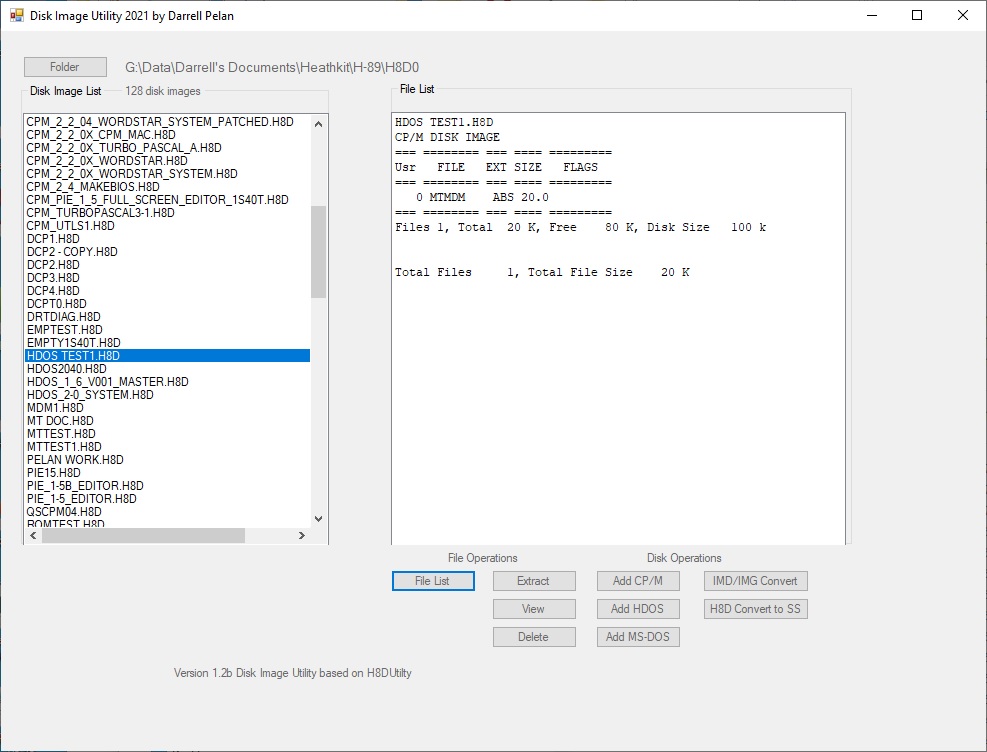 Disk Image Utility 2021 by Darrell Pelan
Folder
G:\Data\Darrell's Documents\Heathkit\H-89\H8D0
Disk Image List
128 disk images
CPM_2_2_04_WORDSTAR_SYSTEM_PATCHED.H8D
CPM_2_2_0X_CPM_MAC.H8D
CPM_2_2_0X_TURBO_PASCAL_A.H8D
CPM_2_2_0X_WORDSTAR.H8D
CPM_2_2_0X_WORDSTAR_SYSTEM.H8D
CPM_2_4_MAKEBIOS.H8D
CPM_PIE_1_5_FULL_SCREEN_EDITOR_1S40T.H8D
CPM_TURBOPASCAL3-1.H8D
CPM_UTLS1.H8D
DCP1.H8D
DCP2 - COPY.H8D
DCP2.H8D
DCP3.H8D
DCP4.H8D
DCPT0.H8D
DRTDIAG.H8D
EMPTEST.H8D
EMPTY1S40T.H8D
HDOS TEST1.H8D
HDOS2040.H8D
HDOS_1_6_V001_MASTER.H8D
HDOS_2-0_SYSTEM.H8D
MDM1.H8D
MT DOC.H8D
MTTEST.H8D
MTTEST1.H8D
PELAN WORK.H8D
PIE15.H8D
PIE_1-5B_EDITOR.H8D
PIE_1-5_EDITOR.H8D
QSCPM04.H8D
ROMTEST.H8D
File List
HDOS TEST1.H8D
CP/M DISK IMAGE
=== ======== === ==== =========
Usr   FILE   EXT SIZE   FLAGS
=== ======== === ==== =========
   0 MTMDM    ABS 20.0
=== ======== === ==== =========
Files 1, Total  20 K, Free    80 K, Disk Size   100 k
Total Files     1, Total File Size    20 K
File Operations
Disk Operations
File List
Extract
Add CP/M
IMD/IMG Convert
View
Add HDOS
H8D Convert to SS
Delete
Add MS-DOS
Version 1.2b Disk Image Utility based on H8DUtilty